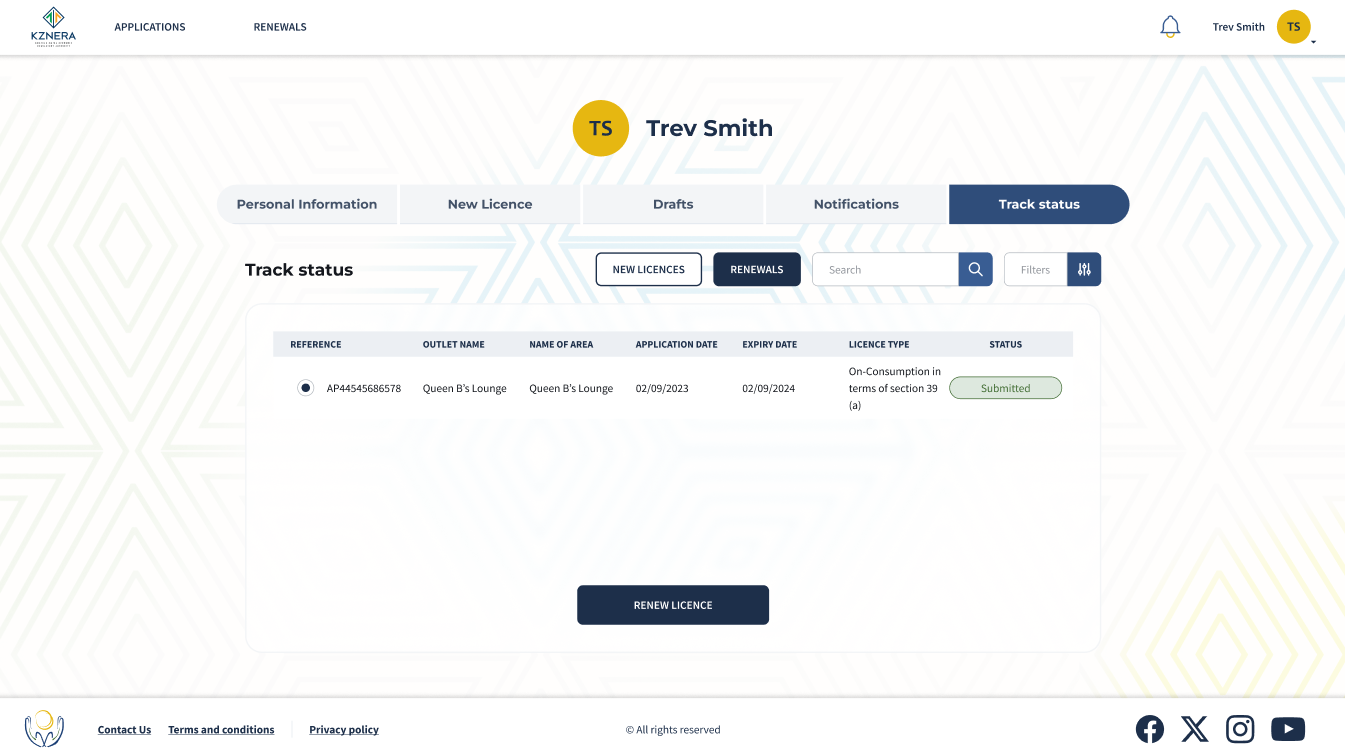 KZNERA
APPLICATIONS
RENEWALS
Trev Smith
TS
TS
Trev Smith
Personal Information
New Licence
Drafts
Notifications
Track status
Track status
NEW LICENCES
RENEWALS
Search
Filters
REFERENCE OUTLET NAME NAME OF AREA APPLICATION DATE EXPIRY DATE LICENCE TYPE STATUS
AP44545686578 Queen B's Lounge Queen B's Lounge 02/09/2023 02/09/2024
On-Consumption in
terms of section 39
(a)
Submitted
RENEW LICENCE
Contact Us
Terms and conditions
Privacy policy
© All rights reserved